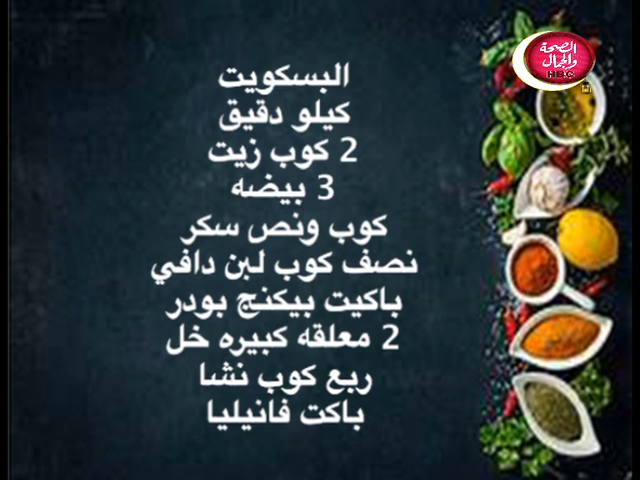 الصحة
والجمال
HBC
البسكويت
كيلو دقيق
2 كوب زيت
3 بيضه
كوب ونص سكر
نصف كوب لبن دافي
باكيت بيكنج بودر
2 معلقه كبيره خل
ربع كوب نشا
باكت فانيليا